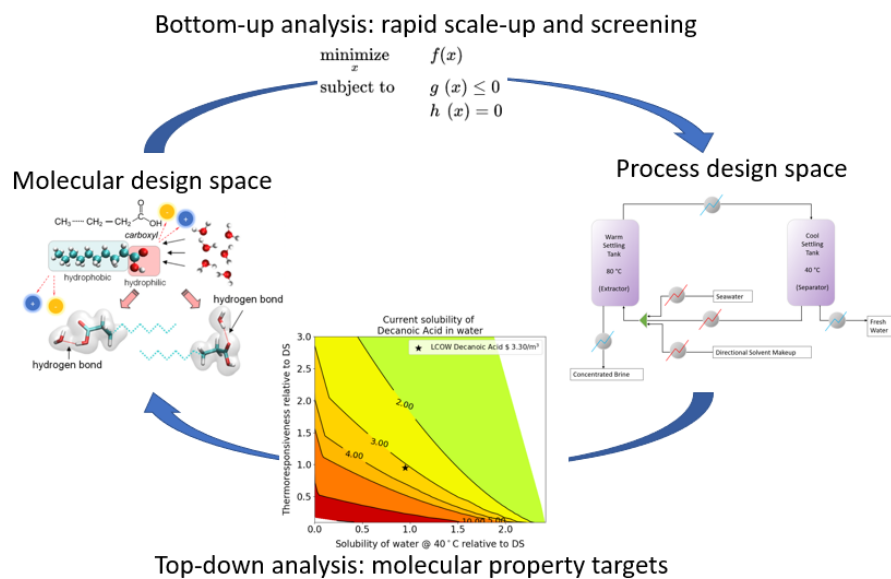 Bottom-up analysis: rapid scale-up and screening
minimize f(x)
x
subject to g (x) ≤ 0
h (x) = 0
Molecular design space
CH₃— CH₂ – CH₂ C O OH
carboxyl
hydrophobic
hydrophilic
hydrogen bond
hydrogen bond
Process design space
Warm
Settling
Tank
80 °C
(Extractor)
Cool
Settling
Tank
40 °C
(Separator)
Seawater
Fresh
Water
Directional Solvent Makeup
Concentrated Brine
Current solubility of
Decanoic Acid in water
★ LCOW Decanoic Acid $ 3.30/m³
Thermoresponsiveness relative to DS
3.0
2.5
2.0
1.5
1.0
0.5
2.00
3.00
4.00
10.00
5.00
0.0 0.5 1.0 1.5 2.0
Solubility of water @ 40°C relative to DS
Top-down analysis: molecular property targets